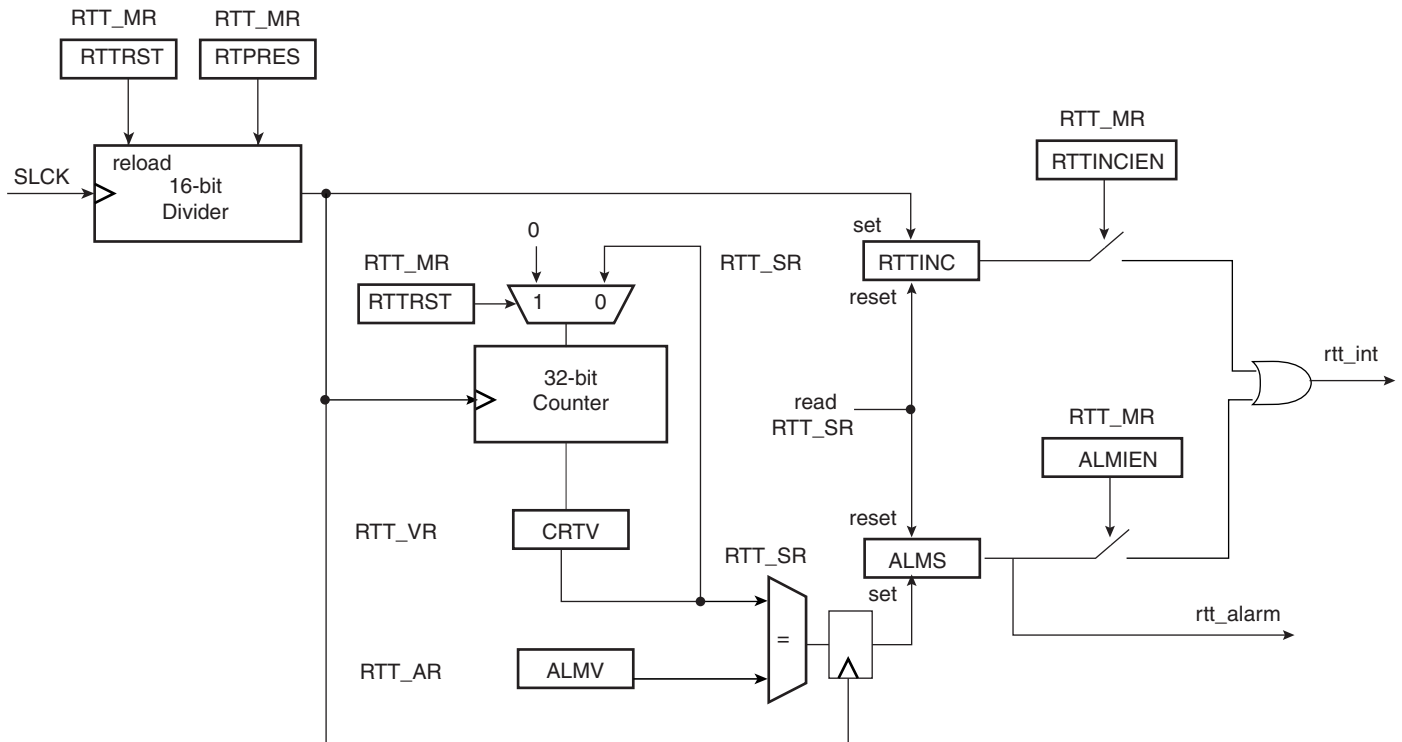 RTT_MR
RTT_MR
RTTRST
RTPRES
reload
16-bit
Divider
SLCK
RTT_MR
RTTINCIEN
0
set
RTT_MR
RTT_SR
RTTINC
RTTRST
1
0
reset
32-bit
Counter
rtt_int
read
RTT_SR
RTT_MR
ALMIEN
reset
RTT_VR
CRTV
RTT_SR
ALMS
set
rtt_alarm
=
RTT_AR
ALMV